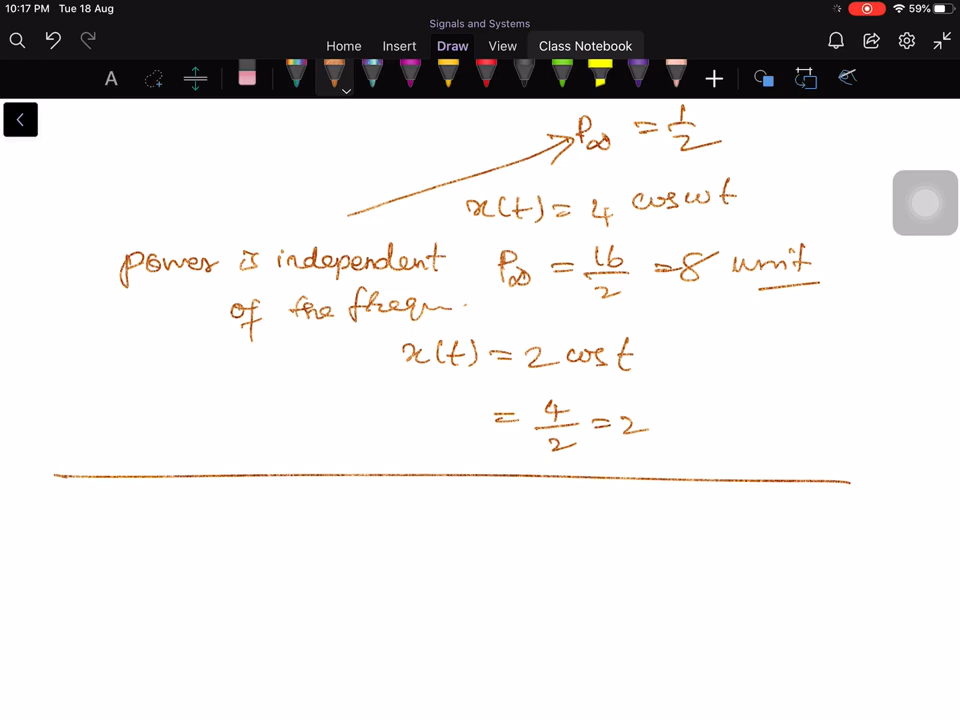 10:17 PM Tue 18 Aug
59%
Signals and Systems
Home Insert Draw View Class Notebook
A
P∞ = 1/2
x(t) = 4 cos ωt
power is independent
of the frequ.
P∞ = 16/2 = 8 unit
x(t) = 2 cos t
= 4/2 = 2